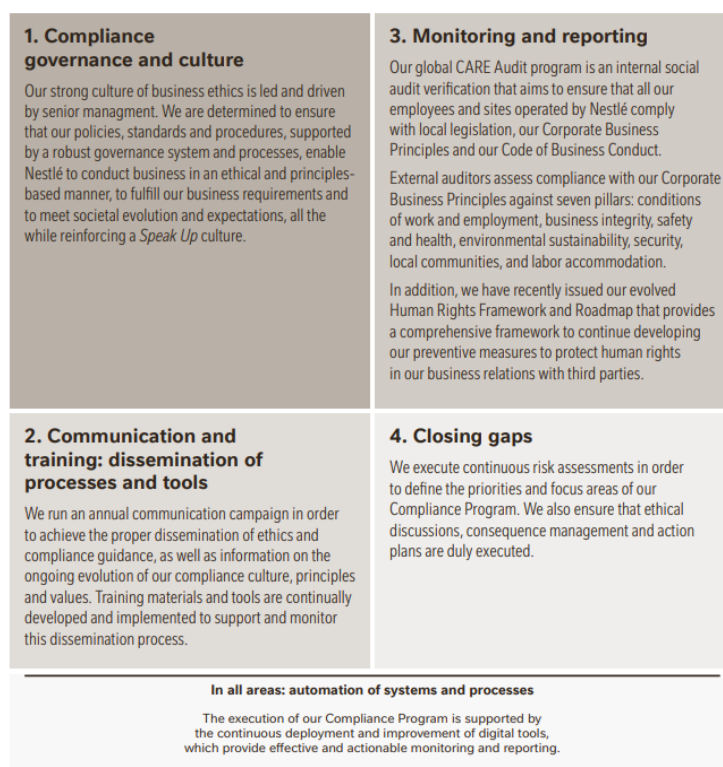 1. Compliance
governance and culture
Our strong culture of business ethics is led and driven
by senior managment. We are determined to ensure
that our policies, standards and procedures, supported
by a robust governance system and processes, enable
Nestlé to conduct business in an ethical and principles-
based manner, to fulfill our business requirements and
to meet societal evolution and expectations, all the
while reinforcing a Speak Up culture.
2. Communication and
training: dissemination of
processes and tools
We run an annual communication campaign in order
to achieve the proper dissemination of ethics and
compliance guidance, as well as information on the
ongoing evolution of our compliance culture, principles
and values. Training materials and tools are continually
developed and implemented to support and monitor
this dissemination process.
3. Monitoring and reporting
Our global CARE Audit program is an internal social
audit verification that aims to ensure that all our
employees and sites operated by Nestlé comply
with local legislation, our Corporate Business
Principles and our Code of Business Conduct.
External auditors assess compliance with our Corporate
Business Principles against seven pillars: conditions
of work and employment, business integrity, safety
and health, environmental sustainability, security,
local communities, and labor accommodation.
In addition, we have recently issued our evolved
Human Rights Framework and Roadmap that provides
a comprehensive framework to continue developing
our preventive measures to protect human rights
in our business relations with third parties.
4. Closing gaps
We execute continuous risk assessments in order
to define the priorities and focus areas of our
Compliance Program. We also ensure that ethical
discussions, consequence management and action
plans are duly executed.
In all areas: automation of systems and processes
The execution of our Compliance Program is supported by
the continuous deployment and improvement of digital tools,
which provide effective and actionable monitoring and reporting.